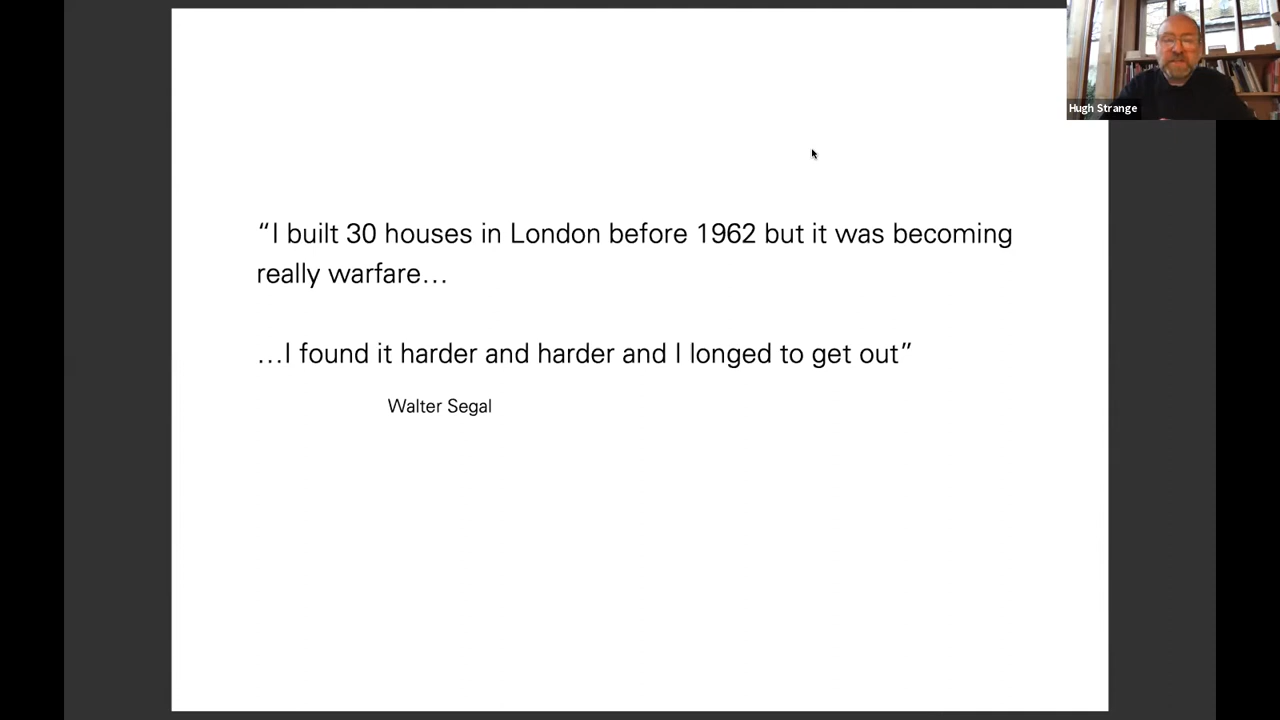 Hugh Strange
“I built 30 houses in London before 1962 but it was becoming
really warfare…
…I found it harder and harder and I longed to get out”
Walter Segal